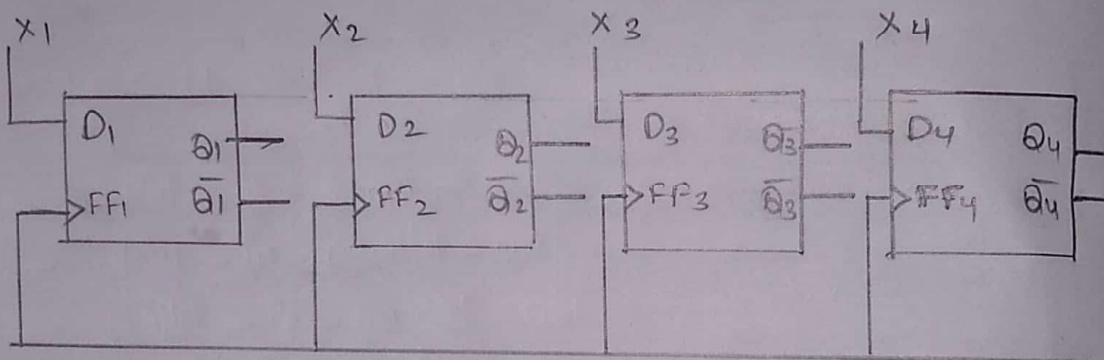 X1 X2 X3 X4
D1 D2 D3 D4
Q1 Q2 Q̅3 Q4
FF1 Q̅1 FF2 Q̅2 FF3 Q̅3 FF4 Q̅4